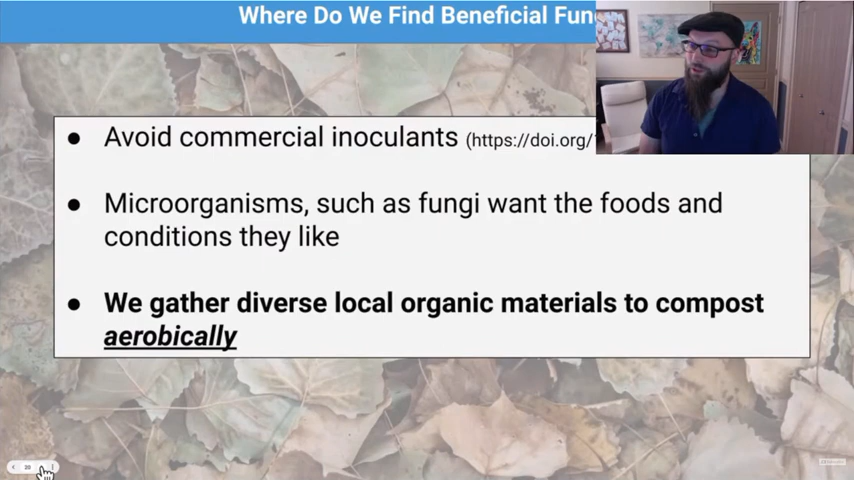 Where Do We Find Beneficial Fun
Avoid commercial inoculants (https://doi.org/
Microorganisms, such as fungi want the foods and
conditions they like
We gather diverse local organic materials to compost
aerobically
20